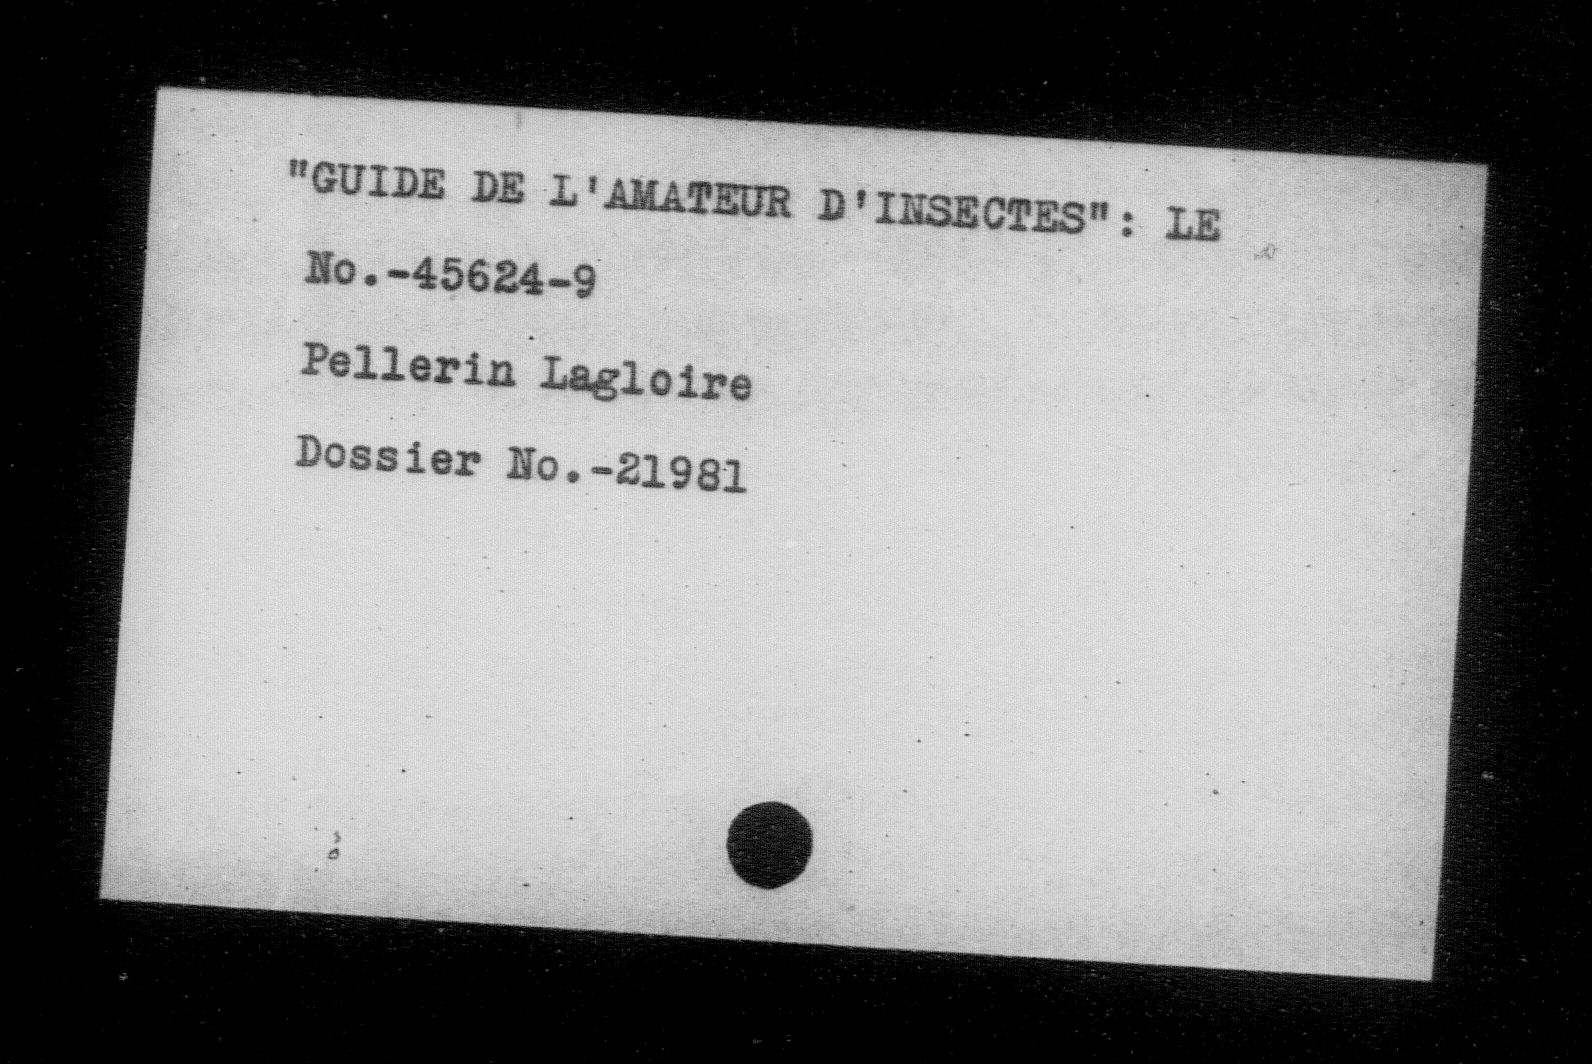 "GUIDE DE L'AMATEUR D'INSECTES": LE
No.-45624-9
Pellerin Lagloire
Dossier No.-21981